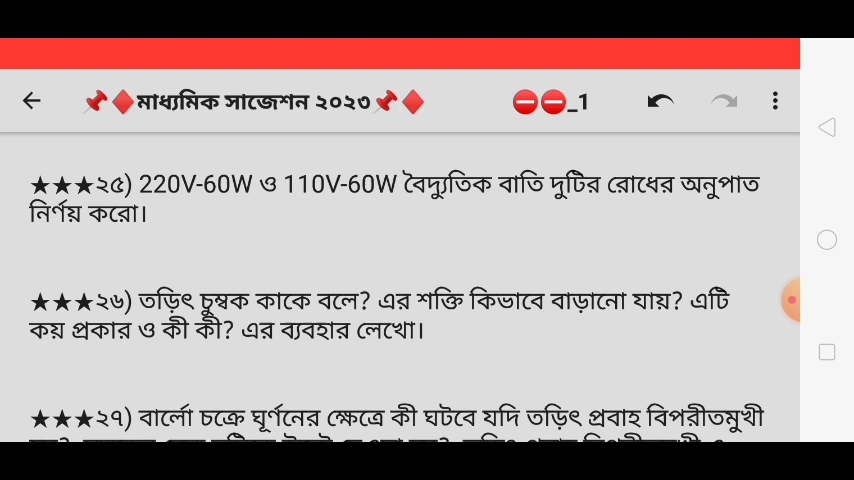 মাধ্যমিক সাজেশন ২০২৩
_1
★★★২৫) 220V-60W ও 110V-60W বৈদ্যুতিক বাতি দুটির রোধের অনুপাত
নির্ণয় করো।
★★★২৬) তড়িৎ চুম্বক কাকে বলে? এর শক্তি কিভাবে বাড়ানো যায়? এটি
কয় প্রকার ও কী কী? এর ব্যবহার লেখো।
★★★২৭) বার্লো চক্রে ঘূর্ণনের ক্ষেত্রে কী ঘটবে যদি তড়িৎ প্রবাহ বিপরীতমুখী